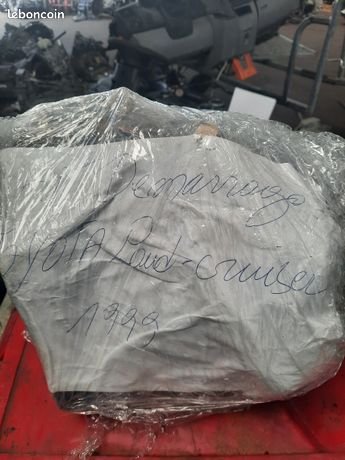 leboncoin
Demarrage
TOYOTA Land-cruiser
1999